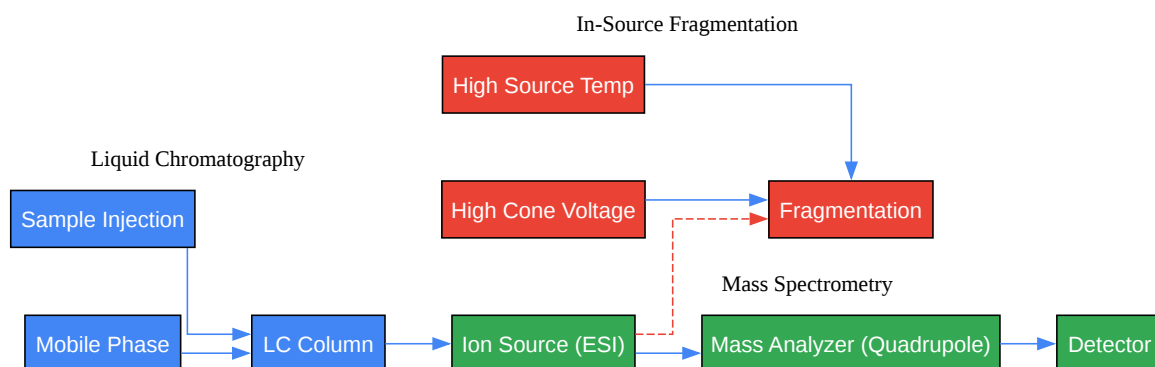 In-Source Fragmentation
High Source Temp
Liquid Chromatography
Sample Injection
High Cone Voltage
Fragmentation
Mass Spectrometry
Mobile Phase
LC Column
Ion Source (ESI)
Mass Analyzer (Quadrupole)
Detector